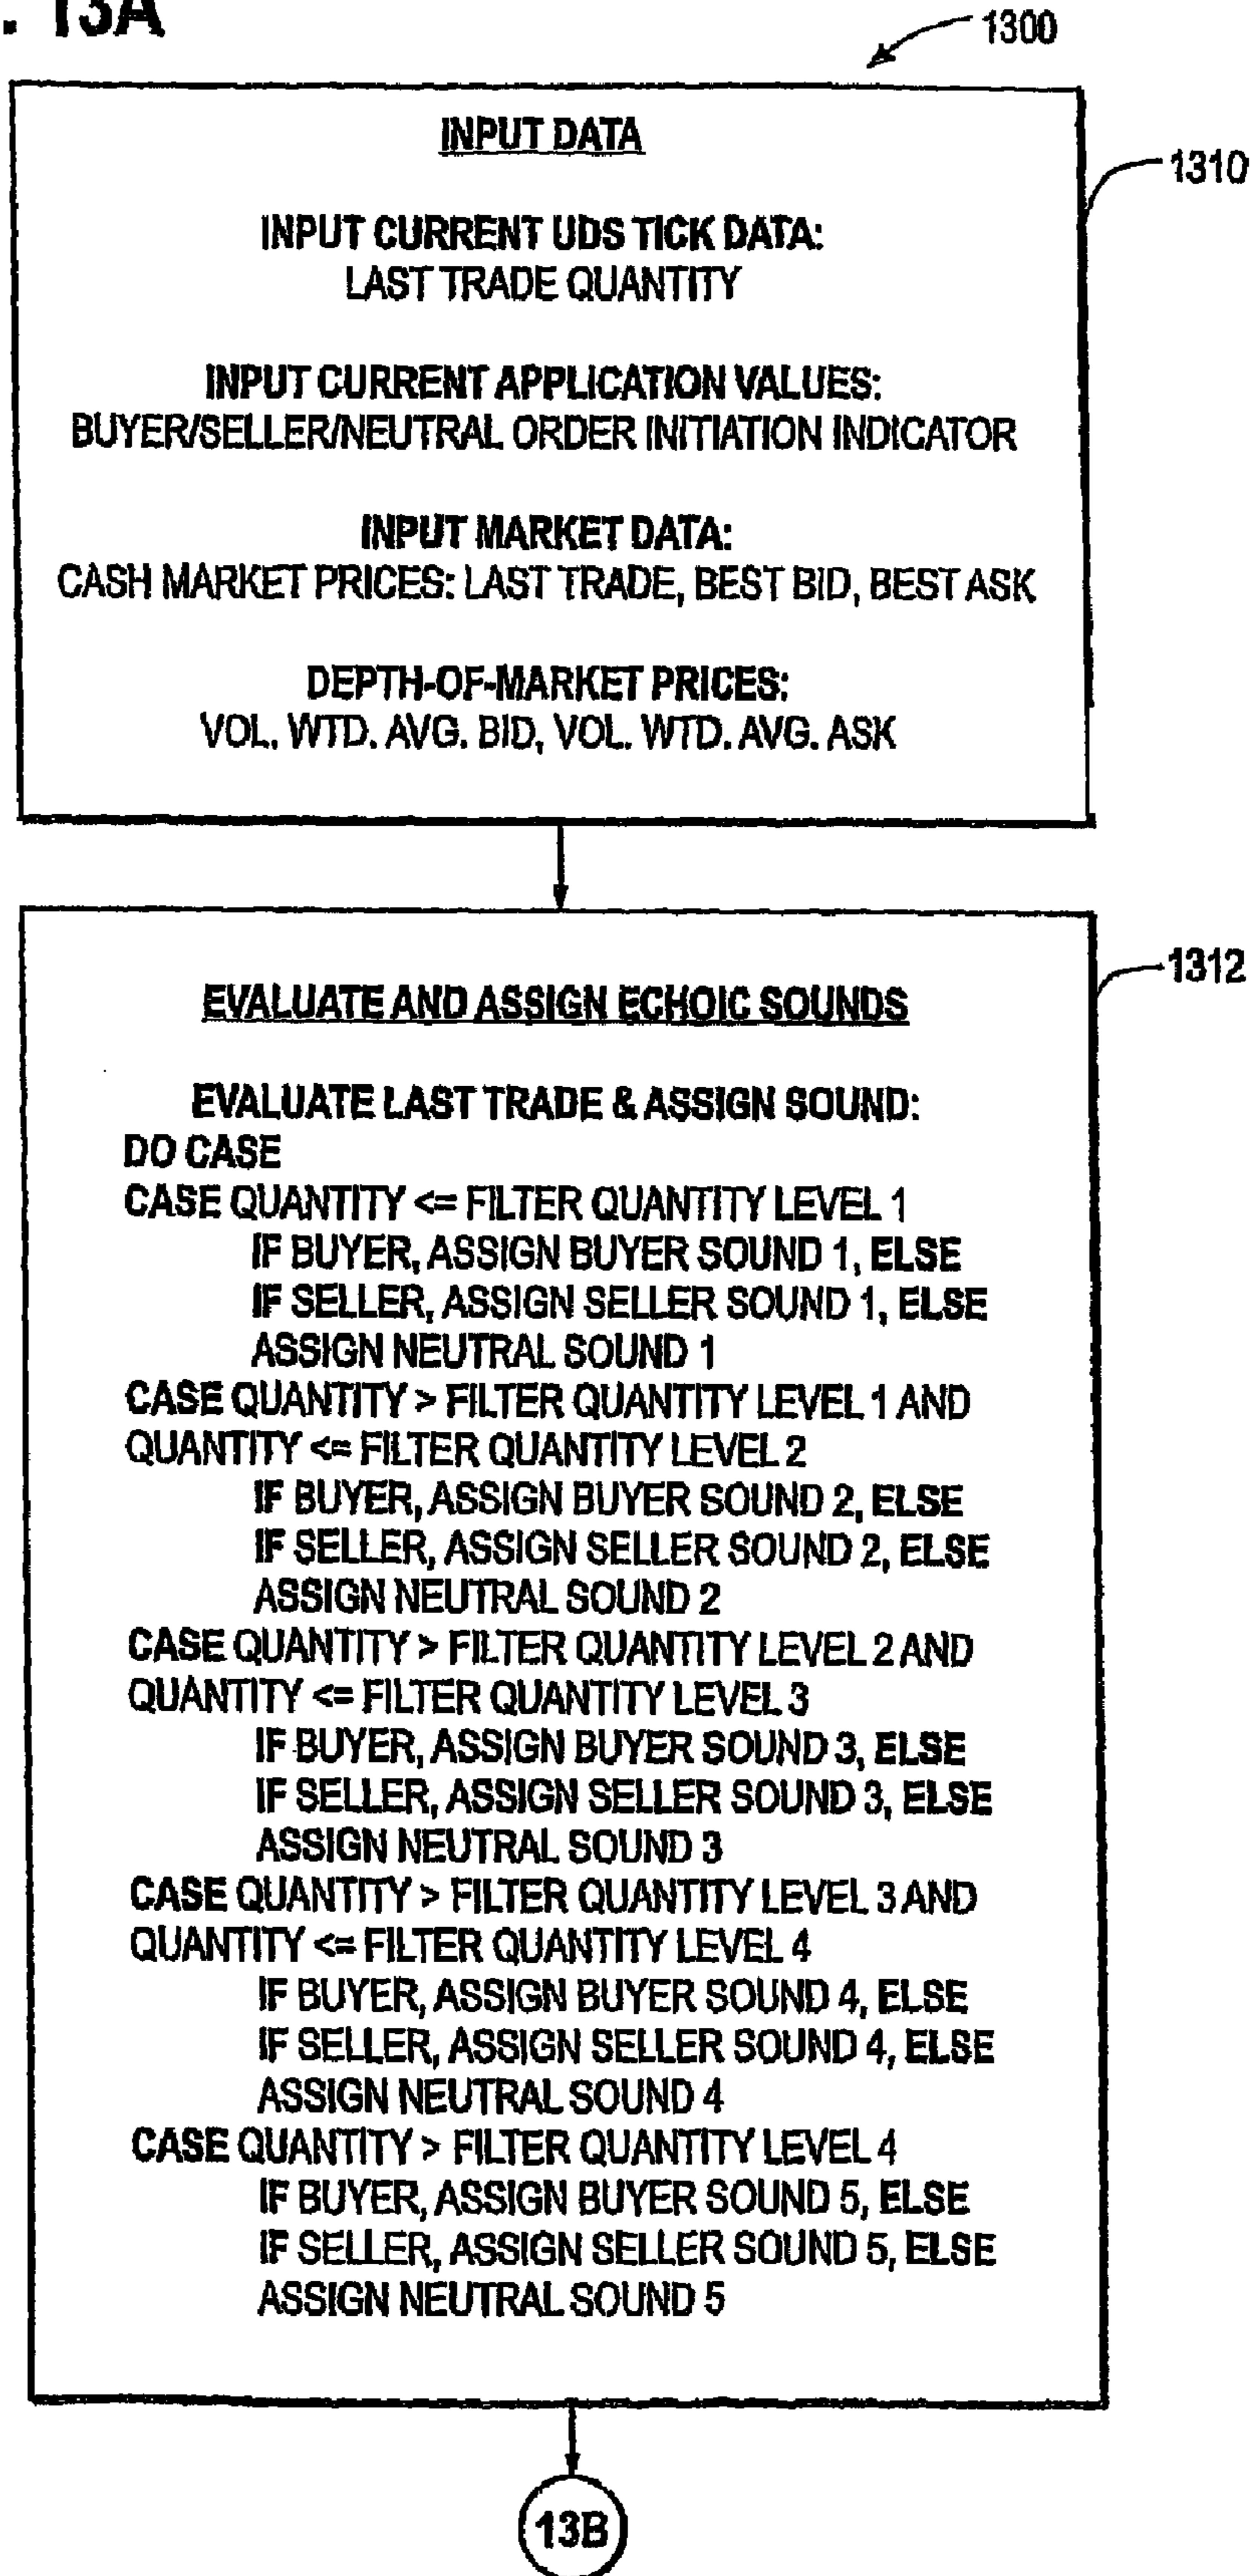 . 13A
1300
INPUT DATA
1310
INPUT CURRENT UDS TICK DATA:
LAST TRADE QUANTITY
INPUT CURRENT APPLICATION VALUES:
BUYER/SELLER/NEUTRAL ORDER INITIATION INDICATOR
INPUT MARKET DATA:
CASH MARKET PRICES: LAST TRADE, BEST BID, BEST ASK
DEPTH-OF-MARKET PRICES:
VOL. WTD. AVG. BID, VOL. WTD. AVG. ASK
1312
EVALUATE AND ASSIGN ECHOIC SOUNDS
EVALUATE LAST TRADE & ASSIGN SOUND:
DO CASE
CASE QUANTITY <= FILTER QUANTITY LEVEL 1
IF BUYER, ASSIGN BUYER SOUND 1, ELSE
IF SELLER, ASSIGN SELLER SOUND 1, ELSE
ASSIGN NEUTRAL SOUND 1
CASE QUANTITY > FILTER QUANTITY LEVEL 1 AND
QUANTITY <= FILTER QUANTITY LEVEL 2
IF BUYER, ASSIGN BUYER SOUND 2, ELSE
IF SELLER, ASSIGN SELLER SOUND 2, ELSE
ASSIGN NEUTRAL SOUND 2
CASE QUANTITY > FILTER QUANTITY LEVEL 2 AND
QUANTITY <= FILTER QUANTITY LEVEL 3
IF BUYER, ASSIGN BUYER SOUND 3, ELSE
IF SELLER, ASSIGN SELLER SOUND 3, ELSE
ASSIGN NEUTRAL SOUND 3
CASE QUANTITY > FILTER QUANTITY LEVEL 3 AND
QUANTITY <= FILTER QUANTITY LEVEL 4
IF BUYER, ASSIGN BUYER SOUND 4, ELSE
IF SELLER, ASSIGN SELLER SOUND 4, ELSE
ASSIGN NEUTRAL SOUND 4
CASE QUANTITY > FILTER QUANTITY LEVEL 4
IF BUYER, ASSIGN BUYER SOUND 5, ELSE
IF SELLER, ASSIGN SELLER SOUND 5, ELSE
ASSIGN NEUTRAL SOUND 5
13B